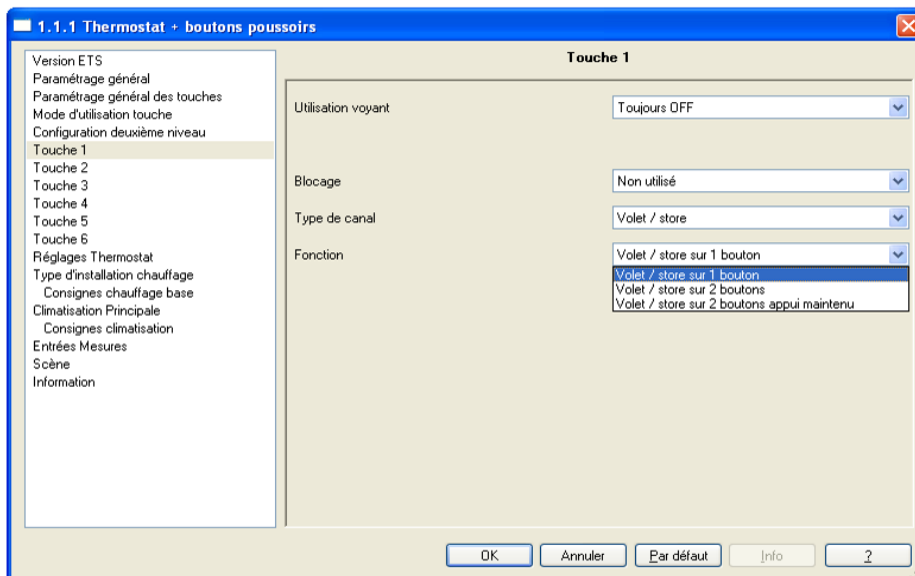 1.1.1 Thermostat + boutons poussoirs
Version ETS
Paramétrage général
Paramétrage général des touches
Mode d'utilisation touche
Configuration deuxième niveau
Touche 1
Touche 2
Touche 3
Touche 4
Touche 5
Touche 6
Réglages Thermostat
Type d'installation chauffage
Consignes chauffage base
Climatisation Principale
Consignes climatisation
Entrées Mesures
Scène
Information
Touche 1
Utilisation voyant
Toujours OFF
Blocage
Non utilisé
Type de canal
Volet / store
Fonction
Volet / store sur 1 bouton
Volet / store sur 1 bouton
Volet / store sur 2 boutons
Volet / store sur 2 boutons appui maintenu
OK
Annuler
Par défaut
Info
?